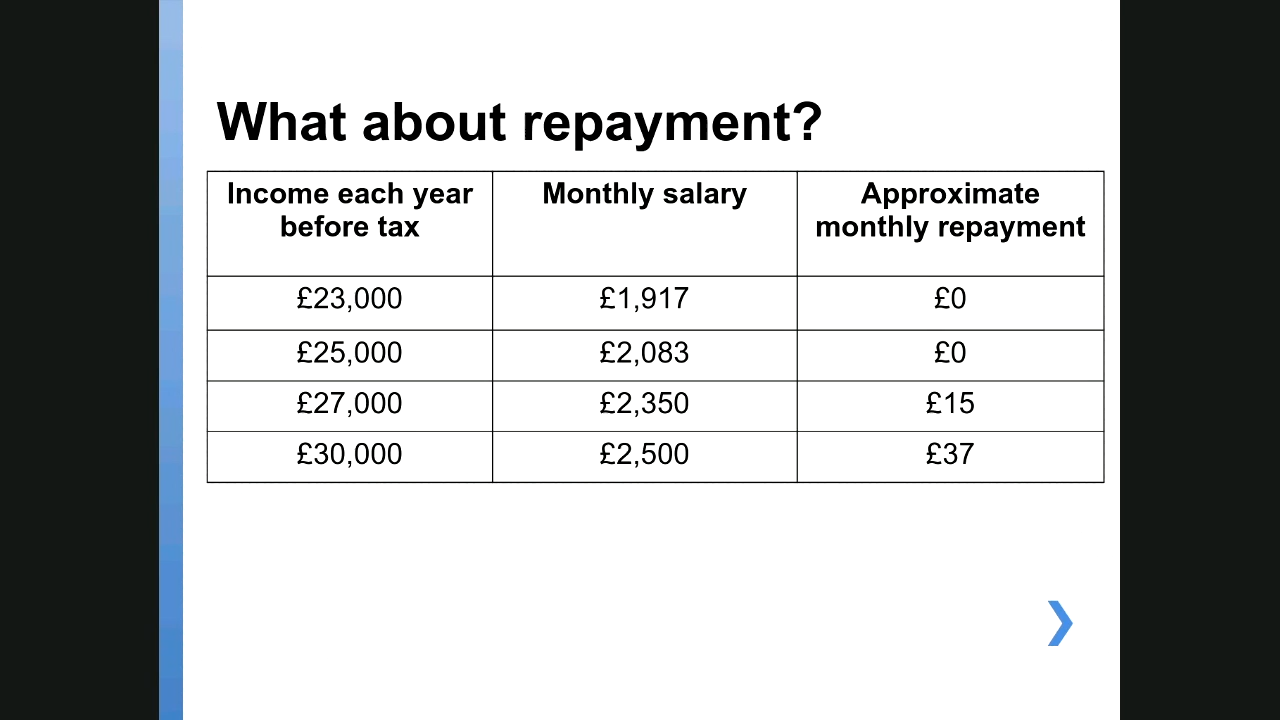 What about repayment?
Income each year before tax
Monthly salary
Approximate monthly repayment
£23,000 £1,917 £0
£25,000 £2,083 £0
£27,000 £2,350 £15
£30,000 £2,500 £37